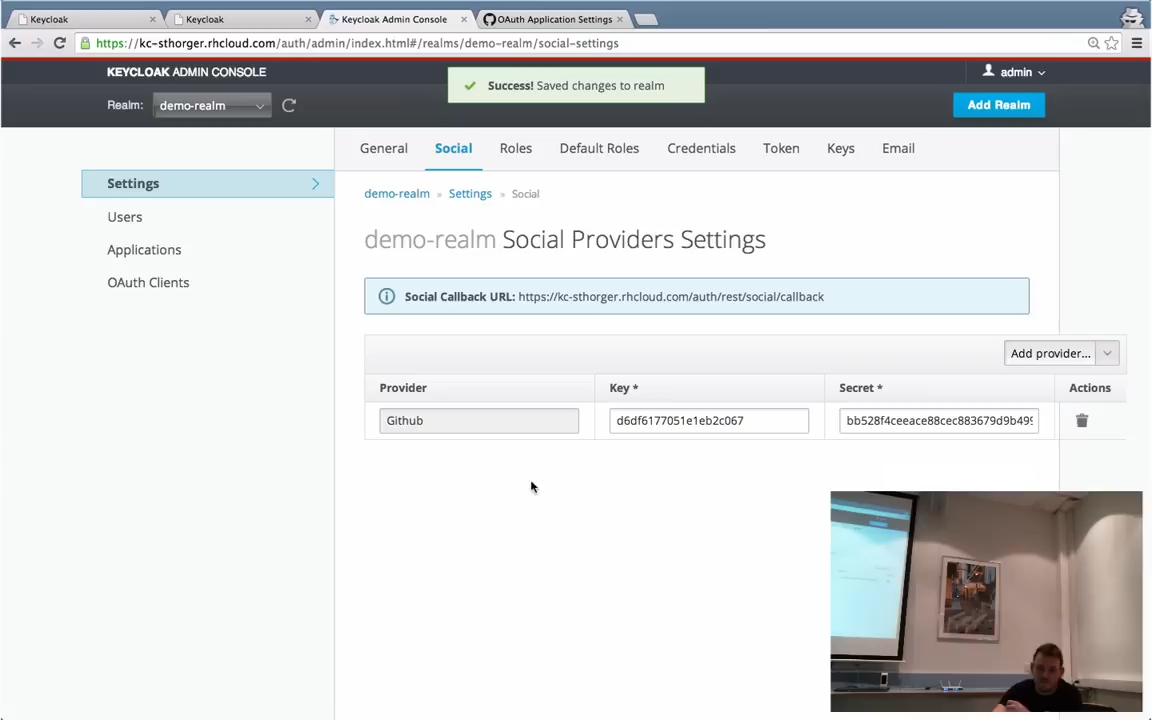 Keycloak
Keycloak
Keycloak Admin Console
OAuth Application Settings
https://kc-sthorger.rhcloud.com/auth/admin/index.html#/realms/demo-realm/social-settings
KEYCLOAK ADMIN CONSOLE
Success! Saved changes to realm
admin
Realm:
demo-realm
Add Realm
General
Social
Roles
Default Roles
Credentials
Token
Keys
Email
Settings
Users
Applications
OAuth Clients
demo-realm » Settings » Social
demo-realm Social Providers Settings
Social Callback URL: https://kc-sthorger.rhcloud.com/auth/rest/social/callback
Add provider...
Provider
Key *
Secret *
Actions
Github
d6df6177051e1eb2c067
bb528f4ceeace88cec883679d9b499